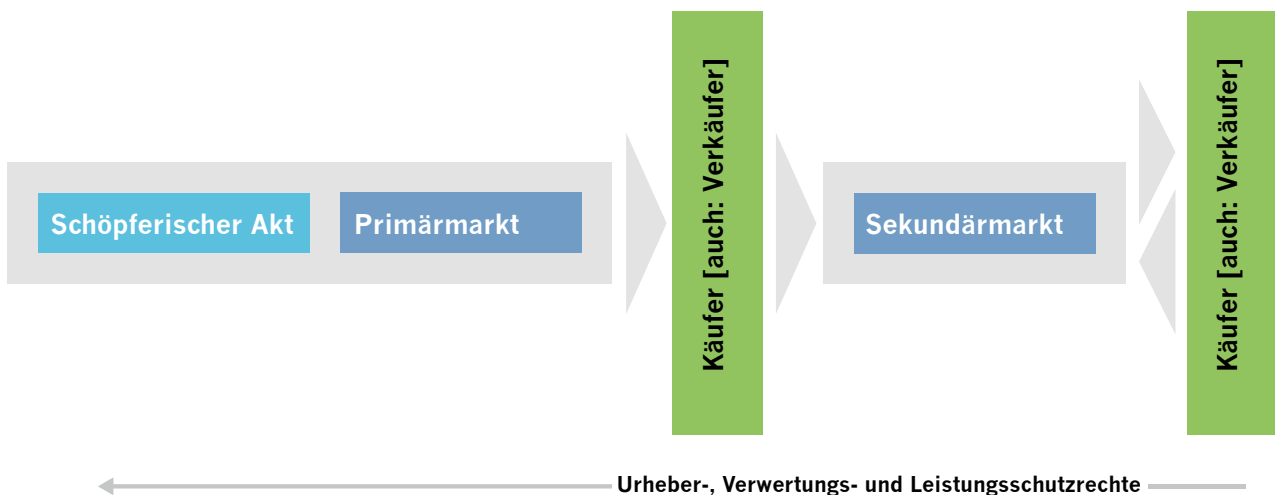 Schöpferischer Akt
Primärmarkt
Käufer [auch: Verkäufer]
Sekundärmarkt
Käufer [auch: Verkäufer]
Urheber-, Verwertungs- und Leistungsschutzrechte